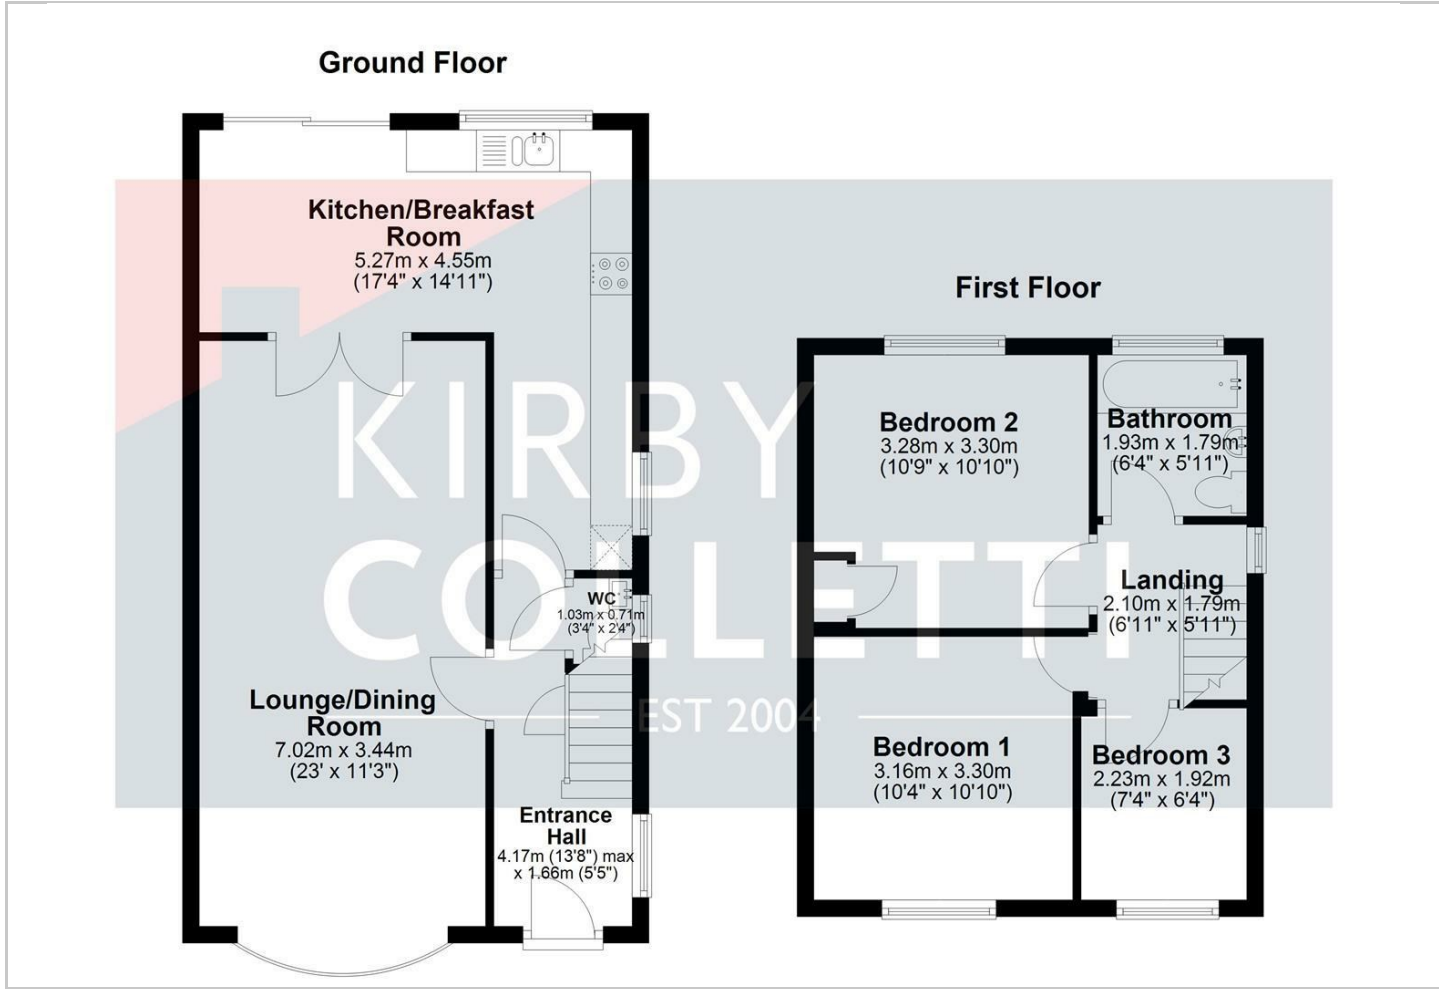 Ground Floor
Kitchen/Breakfast
Room
5.27m x 4.55m
(17'4" x 14'11")
Lounge/Dining
Room
7.02m x 3.44m
(23' x 11'3")
WC
1.03m x 0.71m
(3'4" x 2'4")
Entrance
Hall
4.17m (13'8") max
x 1.66m (5'5")
First Floor
Bedroom 2
3.28m x 3.30m
(10'9" x 10'10")
Bathroom
1.93m x 1.79m
(6'4" x 5'11")
Landing
2.10m x 1.79m
(6'11" x 5'11")
Bedroom 1
3.16m x 3.30m
(10'4" x 10'10")
Bedroom 3
2.23m x 1.92m
(7'4" x 6'4")
KIRBY
COLLETTI
EST 2004